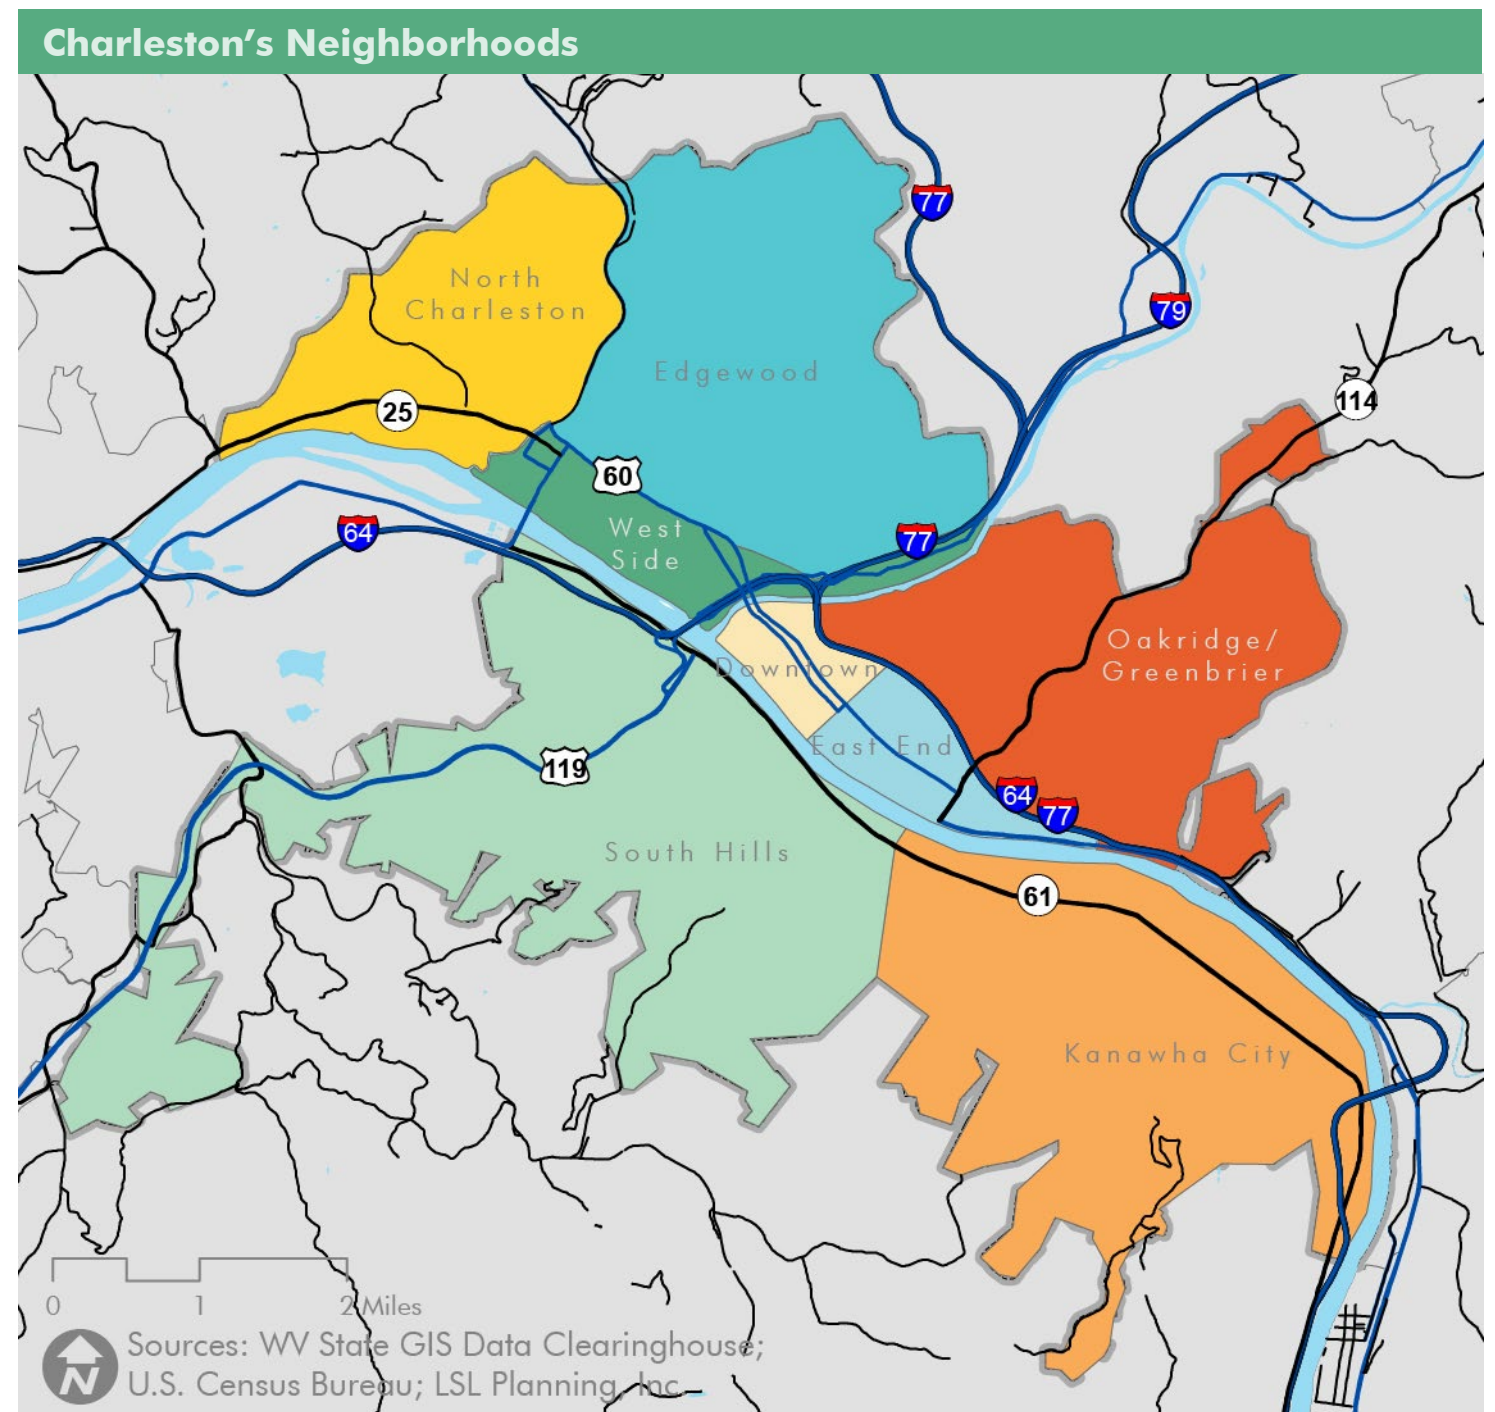 Charleston's Neighborhoods
77
North
Charleston
79
Edgewood
114
25
60
64
West
Side
77
Oakridge/
Greenbrier
Downtown
East End
119
64
77
South Hills
61
Kanawha City
0 1 2 Miles
Sources: WV State GIS Data Clearinghouse;
N
U.S. Census Bureau; LSL Planning, Inc.